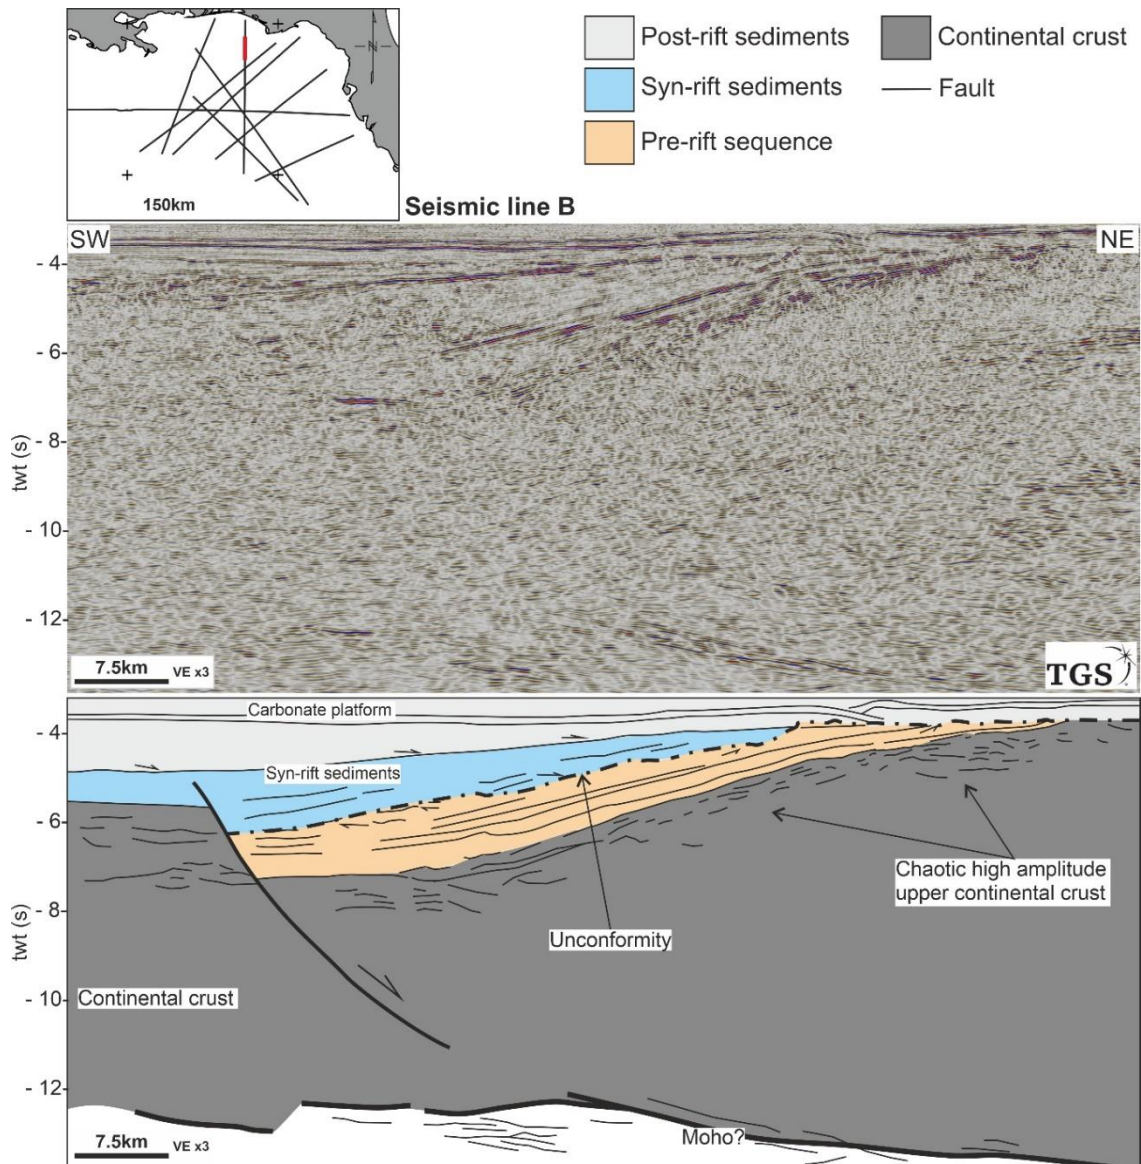 N
150km
Post-rift sediments
Syn-rift sediments
Pre-rift sequence
Continental crust
Fault
Seismic line B
SW
NE
- 4
- 6
- 8
- 10
- 12
twt (s)
7.5km VE x3
TGS
Carbonate platform
Syn-rift sediments
- 4
- 6
- 8
- 10
- 12
twt (s)
Chaotic high amplitude
upper continental crust
Unconformity
Continental crust
Moho?
7.5km VE x3